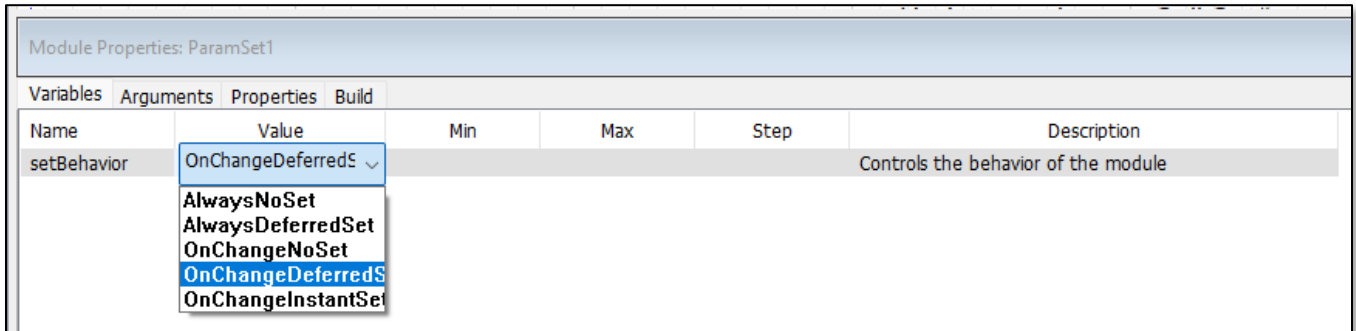 Module Properties: ParamSet1
Variables Arguments Properties Build
Name Value Min Max Step Description
setBehavior OnChangeDeferredS Controls the behavior of the module
AlwaysNoSet
AlwaysDeferredSet
OnChangeNoSet
OnChangeDeferredS
OnChangeInstantSet